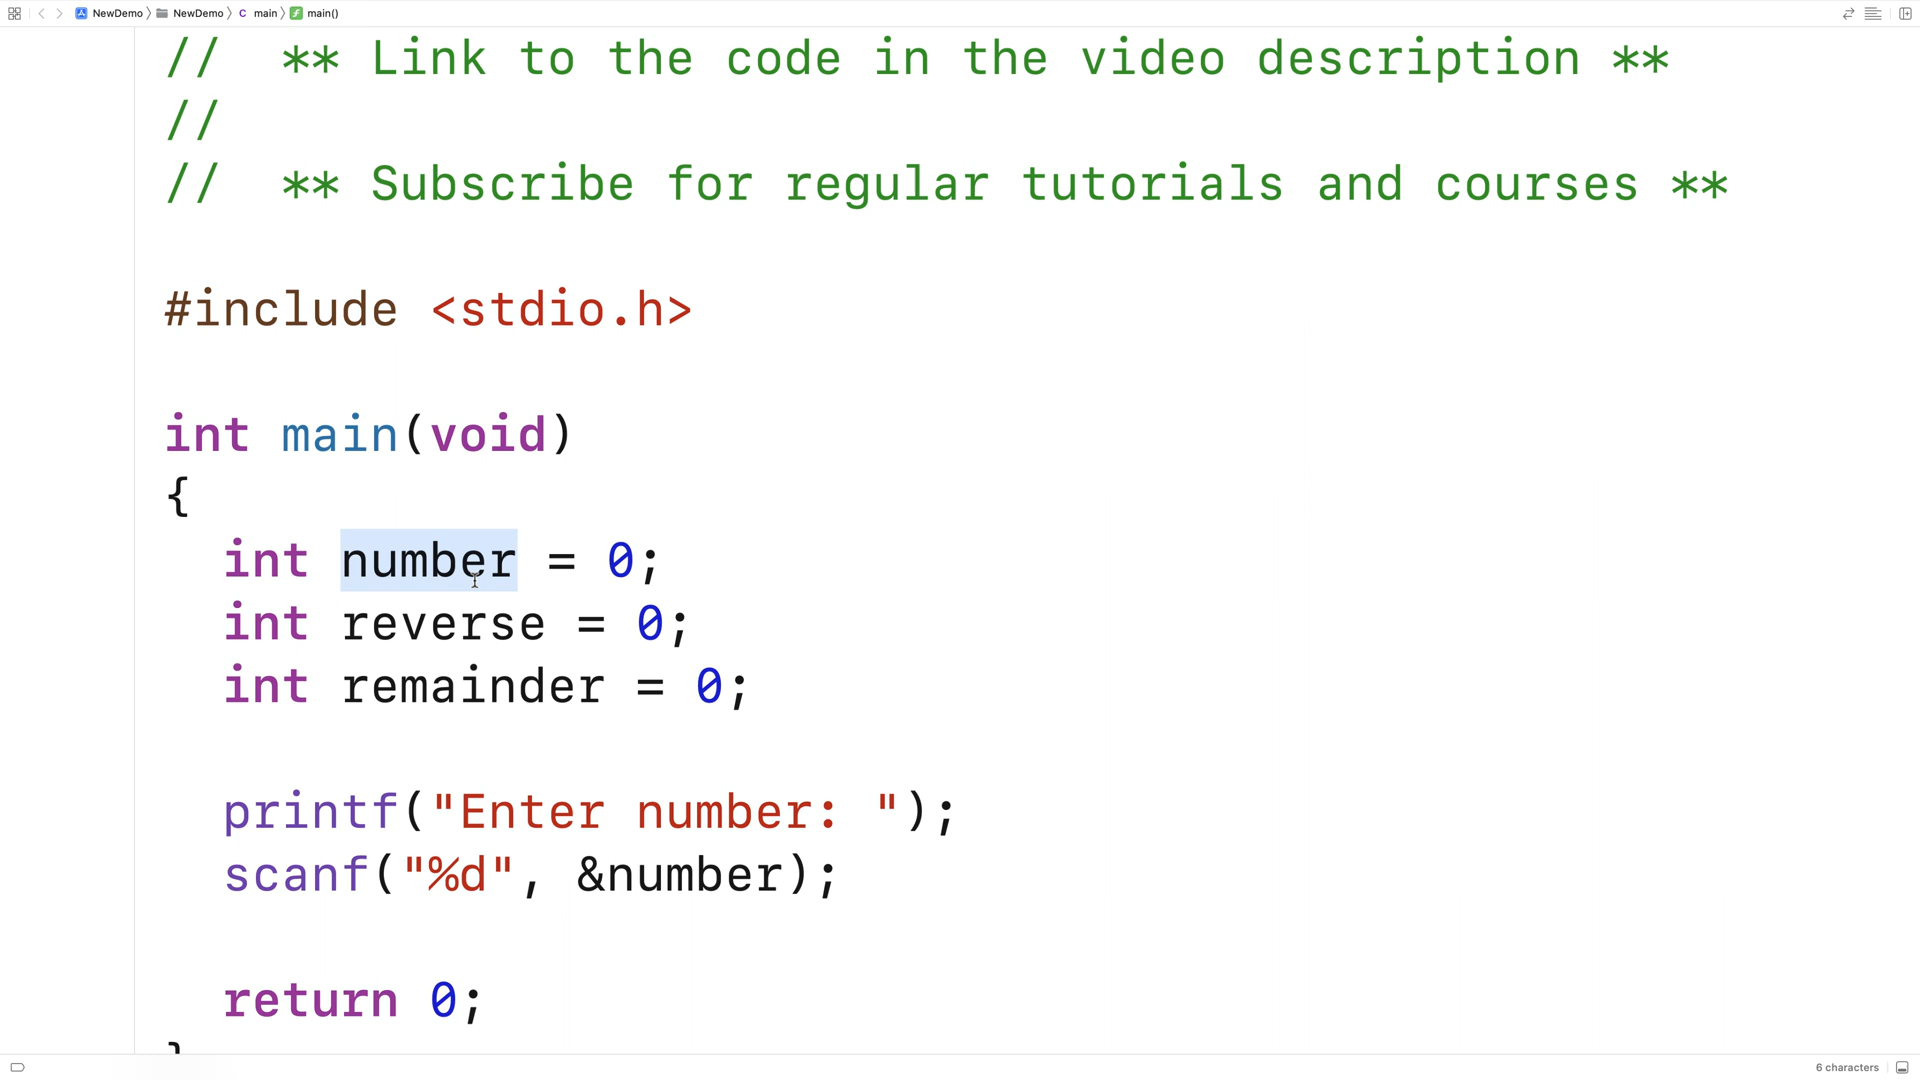 NewDemo 〉 NewDemo 〉 C main 〉 f main()
//  ** Link to the code in the video description **
//
//  ** Subscribe for regular tutorials and courses **
#include <stdio.h>
int main(void)
{
  int number = 0;
  int reverse = 0;
  int remainder = 0;
  printf("Enter number: ");
  scanf("%d", &number);
  return 0;
}
6 characters